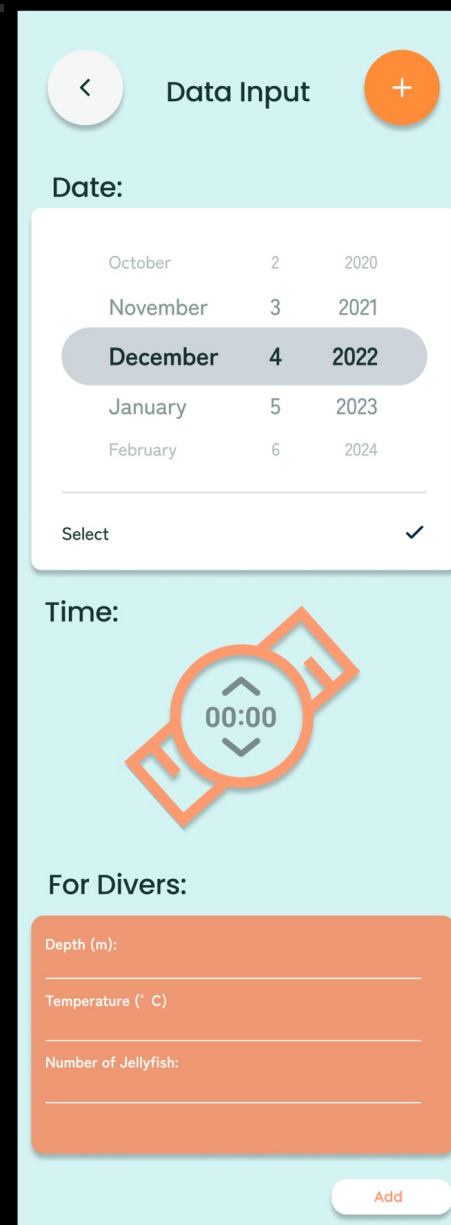 Data Input
Date:
October 2 2020
November 3 2021
December 4 2022
January 5 2023
February 6 2024
Select
Time:
00:00
For Divers:
Depth (m):
Temperature (° C)
Number of Jellyfish:
Add